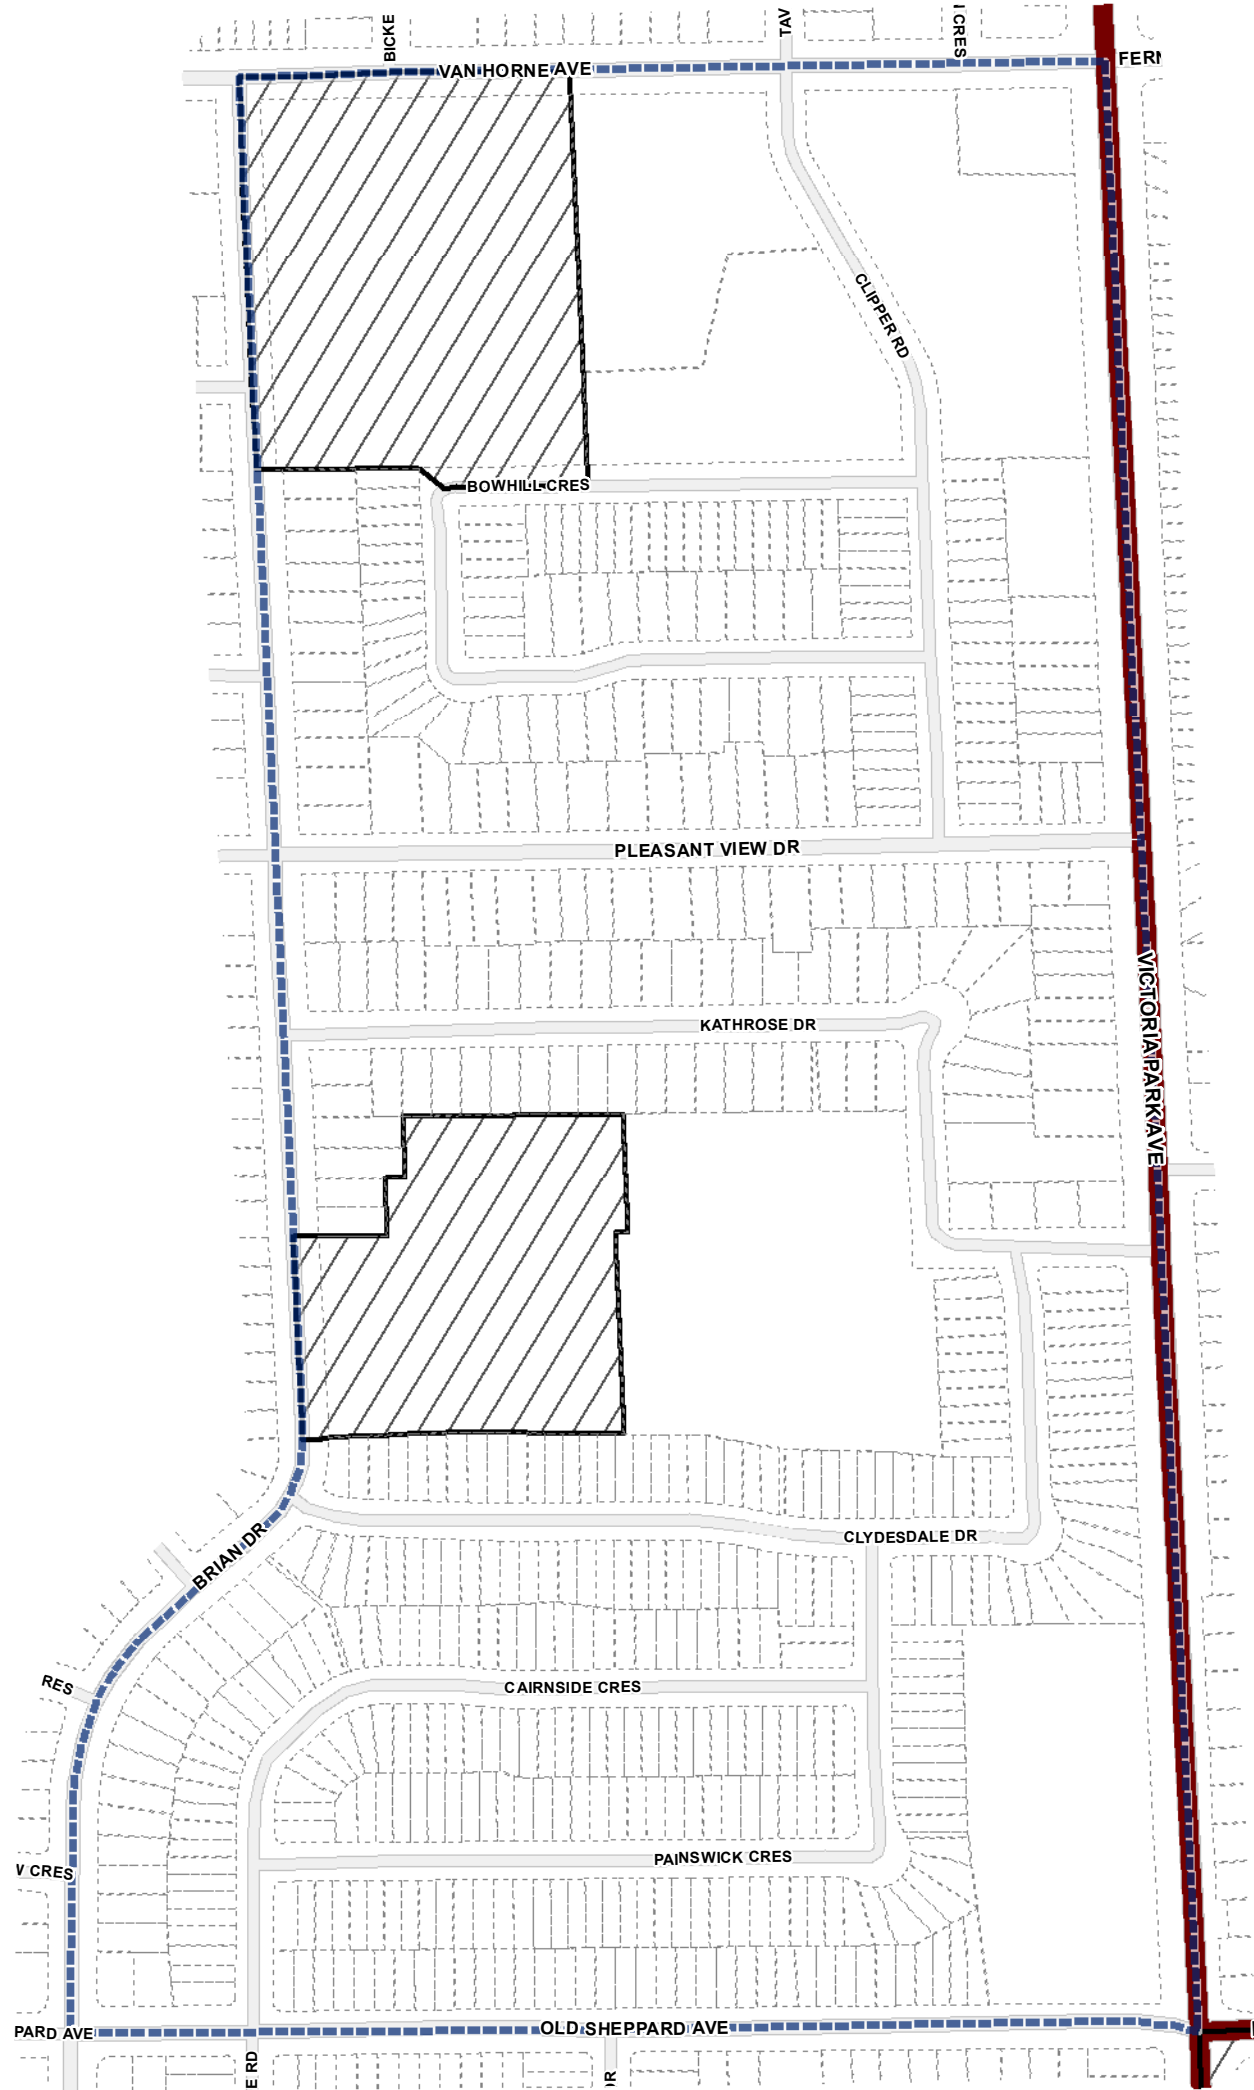 BICKE
TAV
I CRES
VAN HORNE AVE
FERN
CLIPPER RD
BOWHILL CRES
PLEASANT VIEW DR
VICTORIA PARK AVE
KATHROSE DR
CLYDESDALE DR
BRIAN DR
RES
CAIRNSIDE CRES
PAINSWICK CRES
W CRES
OLD SHEPPARD AVE
PARD AVE
E RD
DR